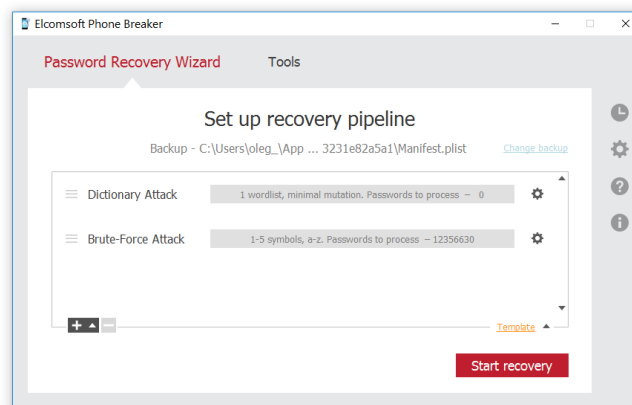 Elcomsoft Phone Breaker
Password Recovery Wizard Tools
Set up recovery pipeline
Backup - C:\Users\oleg_\App ... 3231e82a5a1\Manifest.plist Change backup
Dictionary Attack 1 wordlist, minimal mutation. Passwords to process – 0
Brute-Force Attack 1-5 symbols, a-z. Passwords to process – 12356630
Template
Start recovery